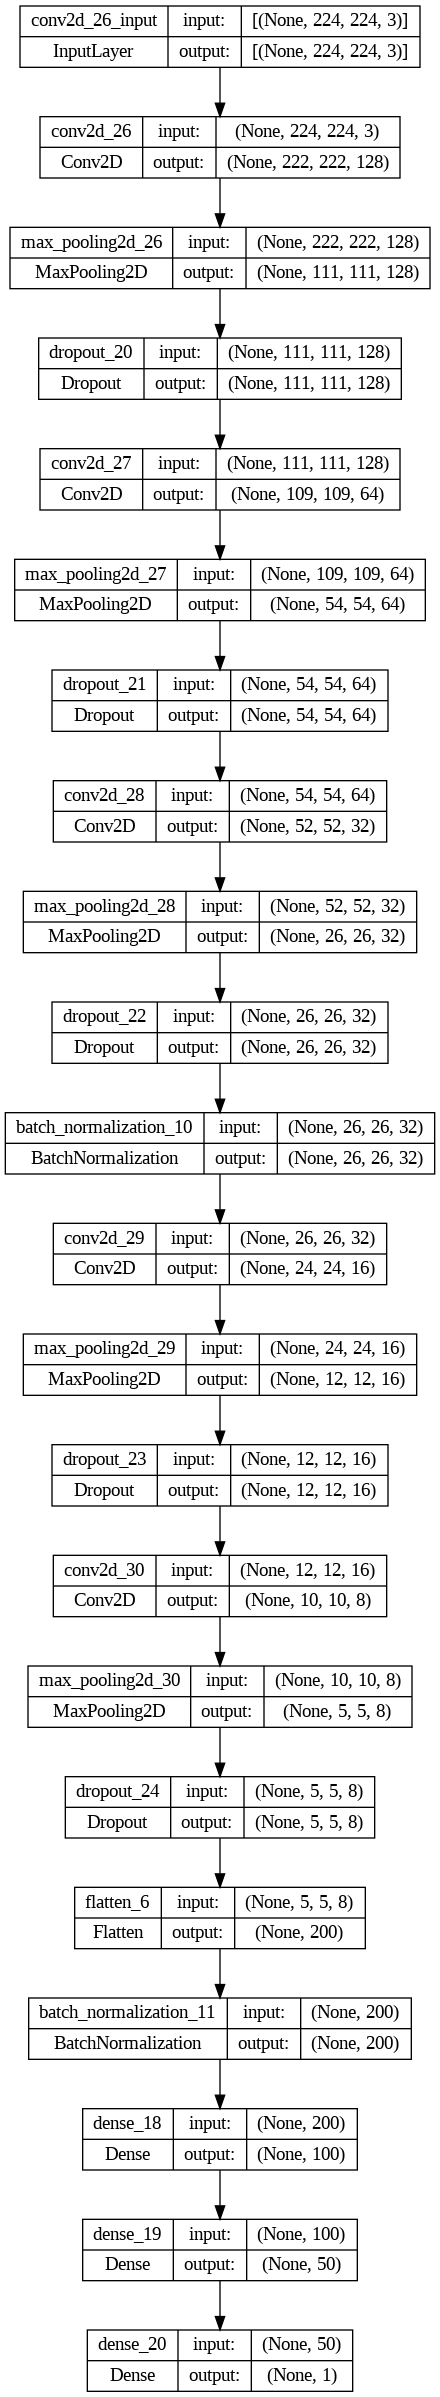 conv2d_26_input input: [(None, 224, 224, 3)]
InputLayer output: [(None, 224, 224, 3)]
conv2d_26 input: (None, 224, 224, 3)
Conv2D output: (None, 222, 222, 128)
max_pooling2d_26 input: (None, 222, 222, 128)
MaxPooling2D output: (None, 111, 111, 128)
dropout_20 input: (None, 111, 111, 128)
Dropout output: (None, 111, 111, 128)
conv2d_27 input: (None, 111, 111, 128)
Conv2D output: (None, 109, 109, 64)
max_pooling2d_27 input: (None, 109, 109, 64)
MaxPooling2D output: (None, 54, 54, 64)
dropout_21 input: (None, 54, 54, 64)
Dropout output: (None, 54, 54, 64)
conv2d_28 input: (None, 54, 54, 64)
Conv2D output: (None, 52, 52, 32)
max_pooling2d_28 input: (None, 52, 52, 32)
MaxPooling2D output: (None, 26, 26, 32)
dropout_22 input: (None, 26, 26, 32)
Dropout output: (None, 26, 26, 32)
batch_normalization_10 input: (None, 26, 26, 32)
BatchNormalization output: (None, 26, 26, 32)
conv2d_29 input: (None, 26, 26, 32)
Conv2D output: (None, 24, 24, 16)
max_pooling2d_29 input: (None, 24, 24, 16)
MaxPooling2D output: (None, 12, 12, 16)
dropout_23 input: (None, 12, 12, 16)
Dropout output: (None, 12, 12, 16)
conv2d_30 input: (None, 12, 12, 16)
Conv2D output: (None, 10, 10, 8)
max_pooling2d_30 input: (None, 10, 10, 8)
MaxPooling2D output: (None, 5, 5, 8)
dropout_24 input: (None, 5, 5, 8)
Dropout output: (None, 5, 5, 8)
flatten_6 input: (None, 5, 5, 8)
Flatten output: (None, 200)
batch_normalization_11 input: (None, 200)
BatchNormalization output: (None, 200)
dense_18 input: (None, 200)
Dense output: (None, 100)
dense_19 input: (None, 100)
Dense output: (None, 50)
dense_20 input: (None, 50)
Dense output: (None, 1)